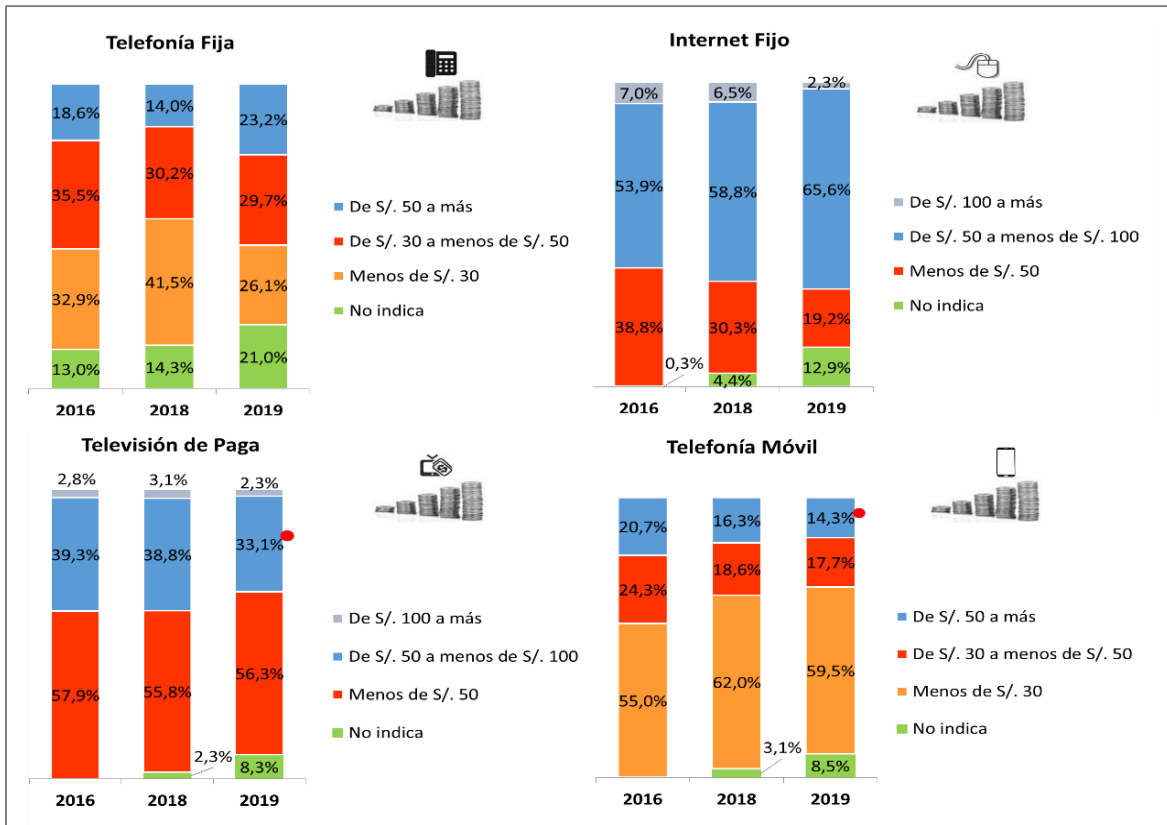 Telefonía Fija
18,6%
14,0%
23,2%
35,5%
30,2%
29,7%
32,9%
41,5%
26,1%
13,0%
14,3%
21,0%
2016
2018
2019
De S/. 50 a más
De S/. 30 a menos de S/. 50
Menos de S/. 30
No indica
Internet Fijo
7,0%
6,5%
2,3%
53,9%
58,8%
65,6%
38,8%
30,3%
19,2%
0,3%
4,4%
12,9%
2016
2018
2019
De S/. 100 a más
De S/. 50 a menos de S/. 100
Menos de S/. 50
No indica
Televisión de Paga
2,8%
3,1%
2,3%
39,3%
38,8%
33,1%
57,9%
55,8%
56,3%
2,3%
8,3%
2016
2018
2019
De S/. 100 a más
De S/. 50 a menos de S/. 100
Menos de S/. 50
No indica
Telefonía Móvil
20,7%
16,3%
14,3%
24,3%
18,6%
17,7%
55,0%
62,0%
59,5%
3,1%
8,5%
2016
2018
2019
De S/. 50 a más
De S/. 30 a menos de S/. 50
Menos de S/. 30
No indica